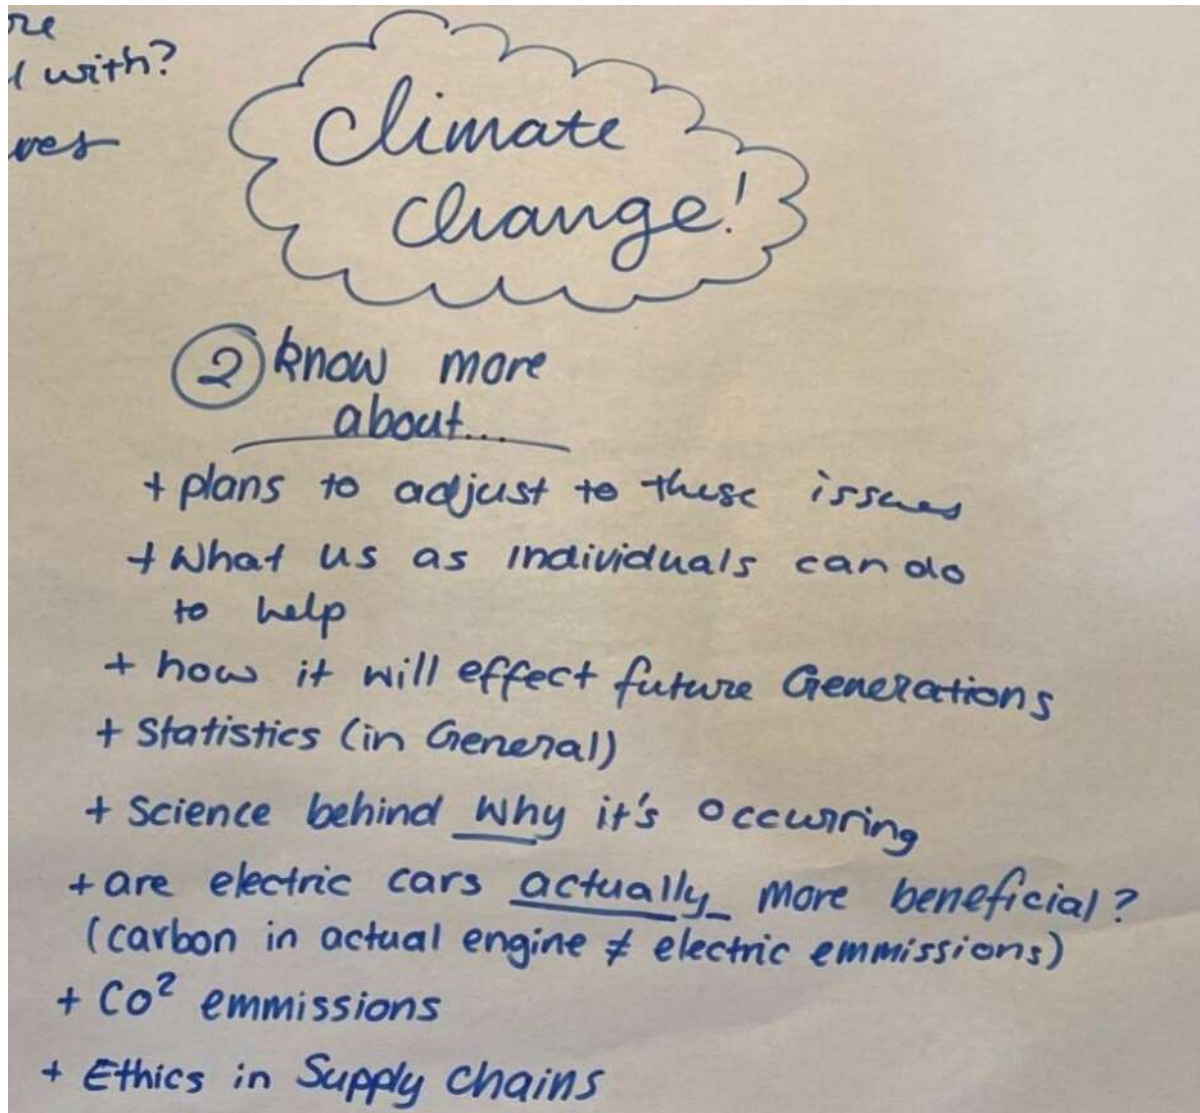 with?
Climate
change!
2 know more
about...
+ plans to adjust to these issues
+ What us as individuals can do
to help
+ how it will effect future Generations
+ Statistics (in General)
+ Science behind Why it's occurring
+ are electric cars actually more beneficial?
(carbon in actual engine ≠ electric emmissions)
+ CO² emmissions
+ Ethics in Supply chains